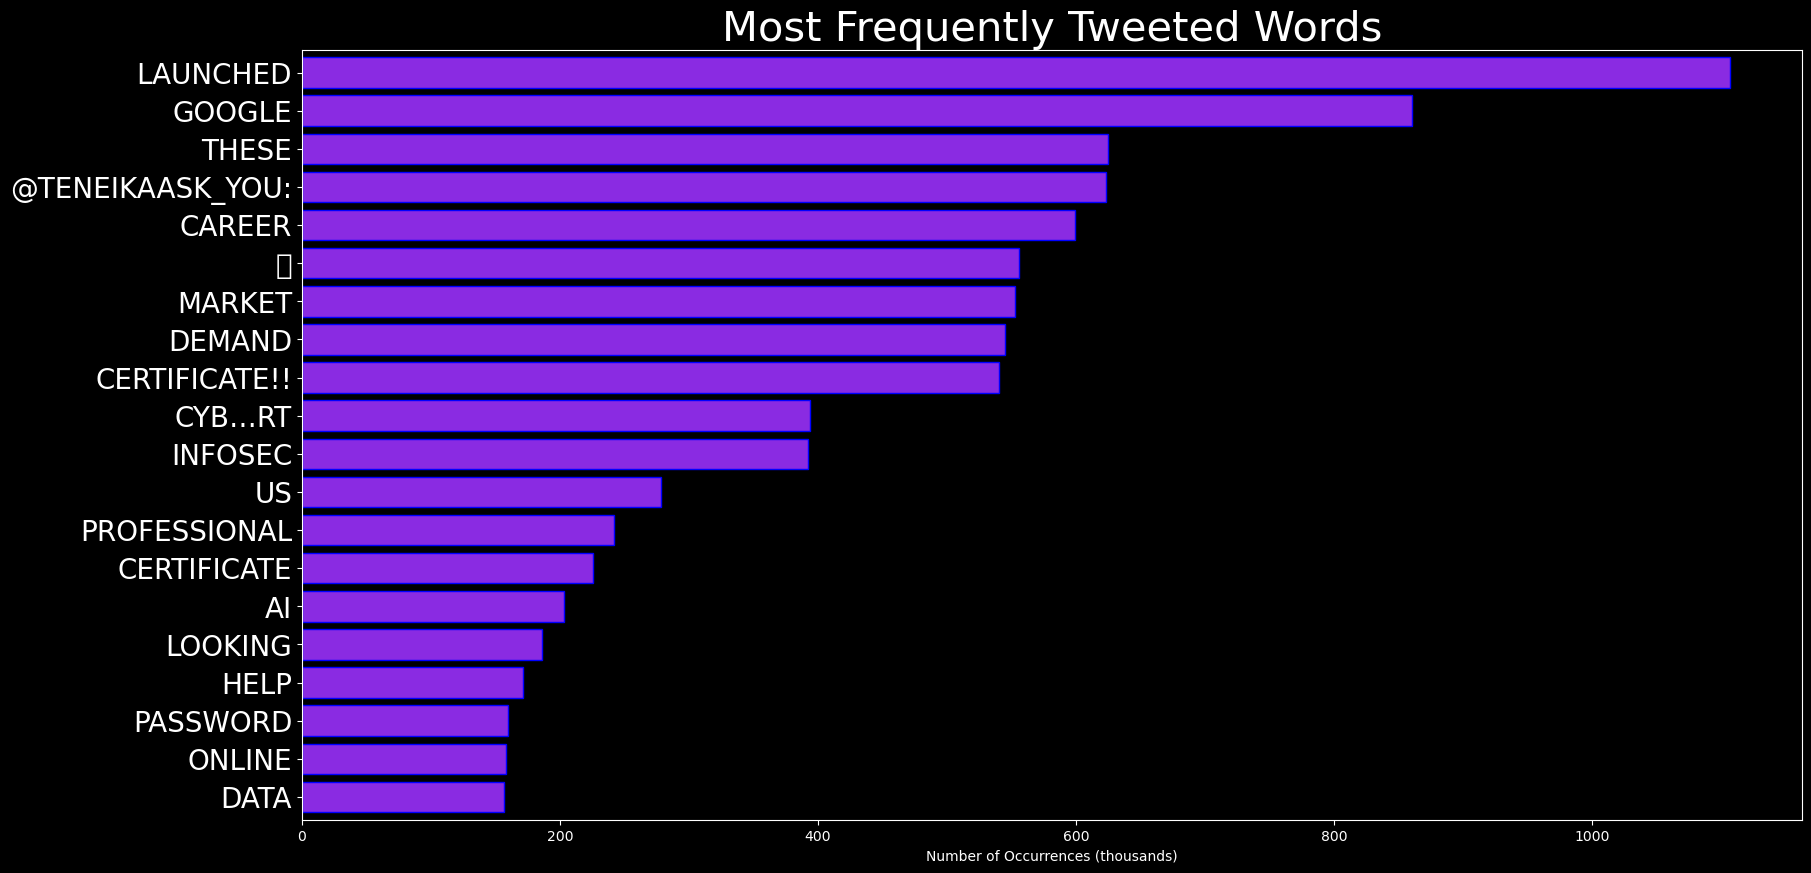 Most Frequently Tweeted Words
LAUNCHED
GOOGLE
THESE
@TENEIKAASK_YOU:
CAREER
MARKET
DEMAND
CERTIFICATE!!
CYB…RT
INFOSEC
US
PROFESSIONAL
CERTIFICATE
AI
LOOKING
HELP
PASSWORD
ONLINE
DATA
0 200 400 600 800 1000
Number of Occurrences (thousands)